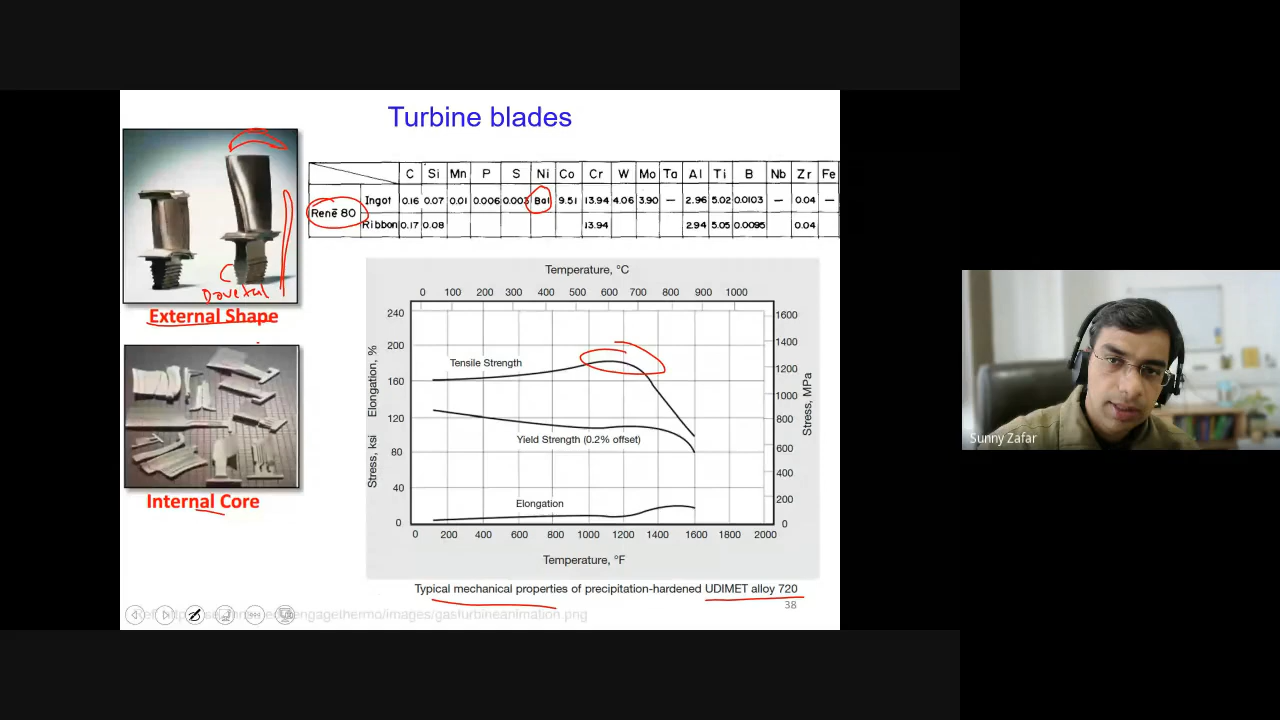 Turbine blades
C Si Mn P S Ni Co Cr W Mo Ta Al Ti B Nb Zr Fe
Renē 80
Ingot 0.16 0.07 0.01 0.006 0.003 Bal 9.51 13.94 4.06 3.90 — 2.96 5.02 0.0103 — 0.04 —
Ribbon 0.17 0.08 13.94 2.94 5.05 0.0095 0.04
Dovetail
External Shape
Internal Core
Temperature, °C
0 100 200 300 400 500 600 700 800 900 1000
Elongation, %
Stress, ksi
240
200
160
120
80
40
0
Tensile Strength
Yield Strength (0.2% offset)
Elongation
1600
1400
1200
1000
800
600
400
200
0
Stress, MPa
0 200 400 600 800 1000 1200 1400 1600 1800 2000
Temperature, °F
Typical mechanical properties of precipitation-hardened UDIMET alloy 720
38
engagethermo/images/gasturbineanimation.png
Sunny Zafar